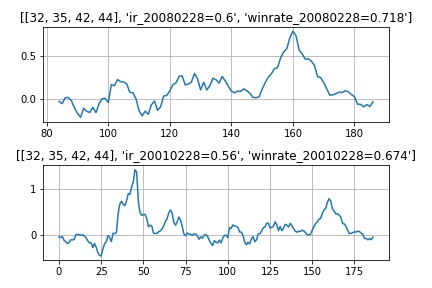 [[32, 35, 42, 44], 'ir_20080228=0.6', 'winrate_20080228=0.718']
0.5
0.0
80 100 120 140 160 180
[[32, 35, 42, 44], 'ir_20010228=0.56', 'winrate_20010228=0.674']
1
0
0 25 50 75 100 125 150 175